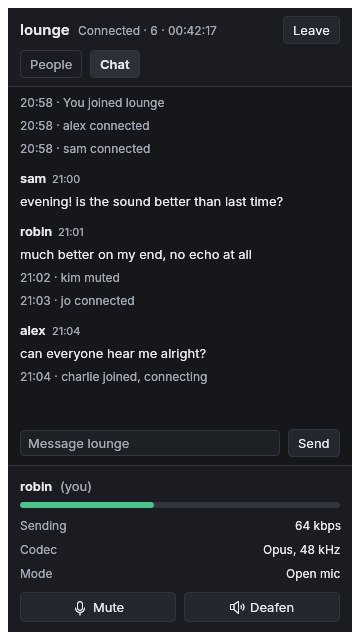 lounge Connected · 6 · 00:42:17 Leave
People Chat
20:58 · You joined lounge
20:58 · alex connected
20:58 · sam connected
sam 21:00
evening! is the sound better than last time?
robin 21:01
much better on my end, no echo at all
21:02 · kim muted
21:03 · jo connected
alex 21:04
can everyone hear me alright?
21:04 · charlie joined, connecting
Message lounge Send
robin (you)
Sending 64 kbps
Codec Opus, 48 kHz
Mode Open mic
Mute Deafen